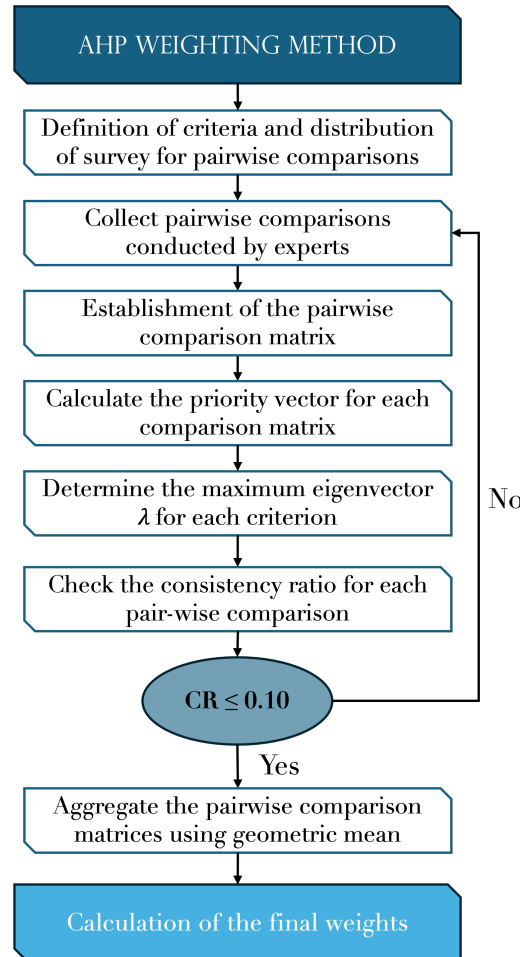 AHP WEIGHTING METHOD
Definition of criteria and distribution
of survey for pairwise comparisons
Collect pairwise comparisons
conducted by experts
Establishment of the pairwise
comparison matrix
Calculate the priority vector for each
comparison matrix
Determine the maximum eigenvector
λ for each criterion
No
Check the consistency ratio for each
pair-wise comparison
CR ≤ 0.10
Yes
Aggregate the pairwise comparison
matrices using geometric mean
Calculation of the final weights